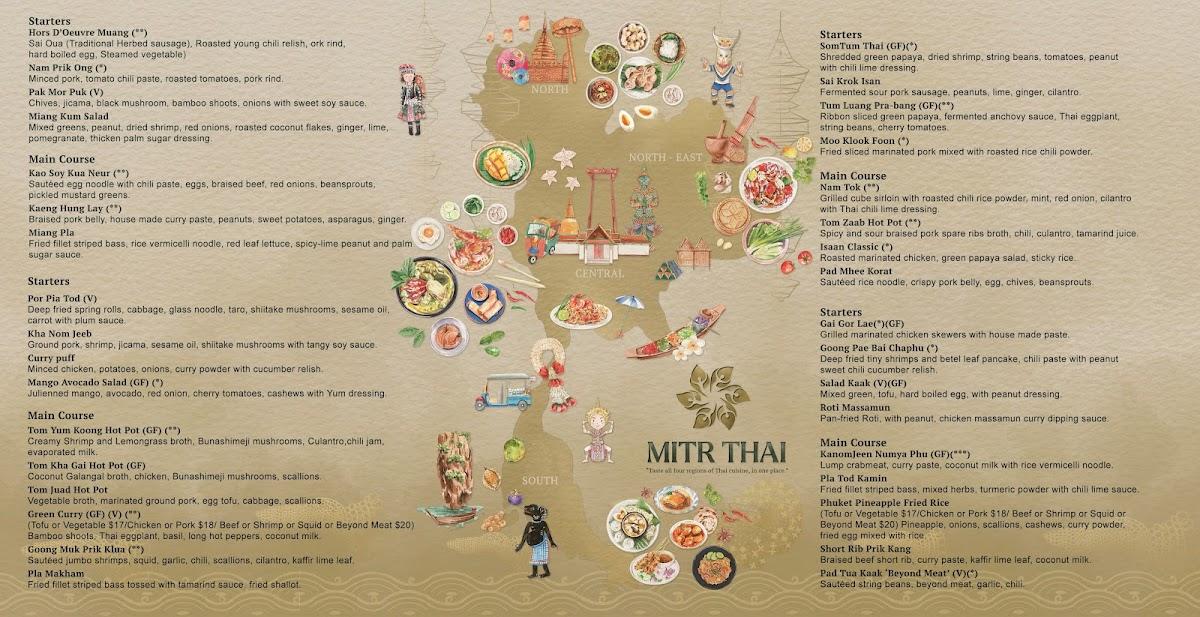 Starters
Hors D'Oeuvre Muang (**)
Sai Oua (Traditional Herbed sausage), Roasted young chili relish, ork rind,
hard boiled egg, Steamed vegetable)
Nam Prik Ong (*)
Minced pork, tomato chili paste, roasted tomatoes, pork rind.
Pak Mor Puk (V)
Chives, jicama, black mushroom, bamboo shoots, onions with sweet soy sauce.
Miang Kum Salad
Mixed greens, peanut, dried shrimp, red onions, roasted coconut flakes, ginger, lime,
pomegranate, thicken palm sugar dressing.
Main Course
Kao Soy Kua Neur (**)
Sautéed egg noodle with chili paste, eggs, braised beef, red onions, beansprouts,
pickled mustard greens.
Kaeng Hung Lay (**)
Braised pork belly, house made curry paste, peanuts, sweet potatoes, asparagus, ginger.
Miang Pla
Fried fillet striped bass, rice vermicelli noodle, red leaf lettuce, spicy-lime peanut and palm
sugar sauce.
Starters
Por Pia Tod (V)
Deep fried spring rolls, cabbage, glass noodle, taro, shiitake mushrooms, sesame oil,
carrot with plum sauce.
Kha Nom Jeeb
Ground pork, shrimp, jicama, sesame oil, shiitake mushrooms with tangy soy sauce.
Curry puff
Minced chicken, potatoes, onions, curry powder with cucumber relish.
Mango Avocado Salad (GF) (*)
Julienned mango, avocado, red onion, cherry tomatoes, cashews with Yum dressing.
Main Course
Tom Yum Koong Hot Pot (GF) (**)
Creamy Shrimp and Lemongrass broth, Bunashimeji mushrooms, Culantro,chili jam,
evaporated milk.
Tom Kha Gai Hot Pot (GF)
Coconut Galangal broth, chicken, Bunashimeji mushrooms, scallions.
Tom Juad Hot Pot
Vegetable broth, marinated ground pork, egg tofu, cabbage, scallions.
Green Curry (GF) (V) (**)
(Tofu or Vegetable $17/Chicken or Pork $18/ Beef or Shrimp or Squid or Beyond Meat $20)
Bamboo shoots, Thai eggplant, basil, long hot peppers, coconut milk.
Goong Muk Prik Klua (**)
Sautéed jumbo shrimps, squid, garlic, chili, scallions, cilantro, kaffir lime leaf.
Pla Makham
Fried fillet striped bass tossed with tamarind sauce, fried shallot.
NORTH
NORTH - EAST
CENTRAL
SOUTH
MITR THAI
"Taste all four regions of Thai cuisine, in one place."
Starters
SomTum Thai (GF)(*)
Shredded green papaya, dried shrimp, string beans, tomatoes, peanut
with chili lime dressing.
Sai Krok Isan
Fermented sour pork sausage, peanuts, lime, ginger, cilantro.
Tum Luang Pra-bang (GF)(**)
Ribbon sliced green papaya, fermented anchovy sauce, Thai eggplant,
string beans, cherry tomatoes.
Moo Klook Foon (*)
Fried sliced marinated pork mixed with roasted rice chili powder.
Main Course
Nam Tok (**)
Grilled cube sirloin with roasted chili rice powder, mint, red onion, cilantro
with Thai chili lime dressing.
Tom Zaab Hot Pot (**)
Spicy and sour braised pork spare ribs broth, chili, culantro, tamarind juice.
Isaan Classic (*)
Roasted marinated chicken, green papaya salad, sticky rice.
Pad Mhee Korat
Sautéed rice noodle, crispy pork belly, egg, chives, beansprouts.
Starters
Gai Gor Lae(*)(GF)
Grilled marinated chicken skewers with house made paste.
Goong Pae Bai Chaphu (*)
Deep fried tiny shrimps and betel leaf pancake, chili paste with peanut
sweet chili cucumber relish.
Salad Kaak (V)(GF)
Mixed green, tofu, hard boiled egg, with peanut dressing.
Roti Massamun
Pan-fried Roti, with peanut, chicken massamun curry dipping sauce.
Main Course
KanomJeen Numya Phu (GF)(***)
Lump crabmeat, curry paste, coconut milk with rice vermicelli noodle.
Pla Tod Kamin
Fried fillet striped bass, mixed herbs, turmeric powder with chili lime sauce.
Phuket Pineapple Fried Rice
(Tofu or Vegetable $17/Chicken or Pork $18/ Beef or Shrimp or Squid or
Beyond Meat $20) Pineapple, onions, scallions, cashews, curry powder,
fried egg mixed with rice.
Short Rib Prik Kang
Braised beef short rib, curry paste, kaffir lime leaf, coconut milk.
Pad Tua Kaak 'Beyond Meat' (V)(*)
Sautéed string beans, beyond meat, garlic, chili.